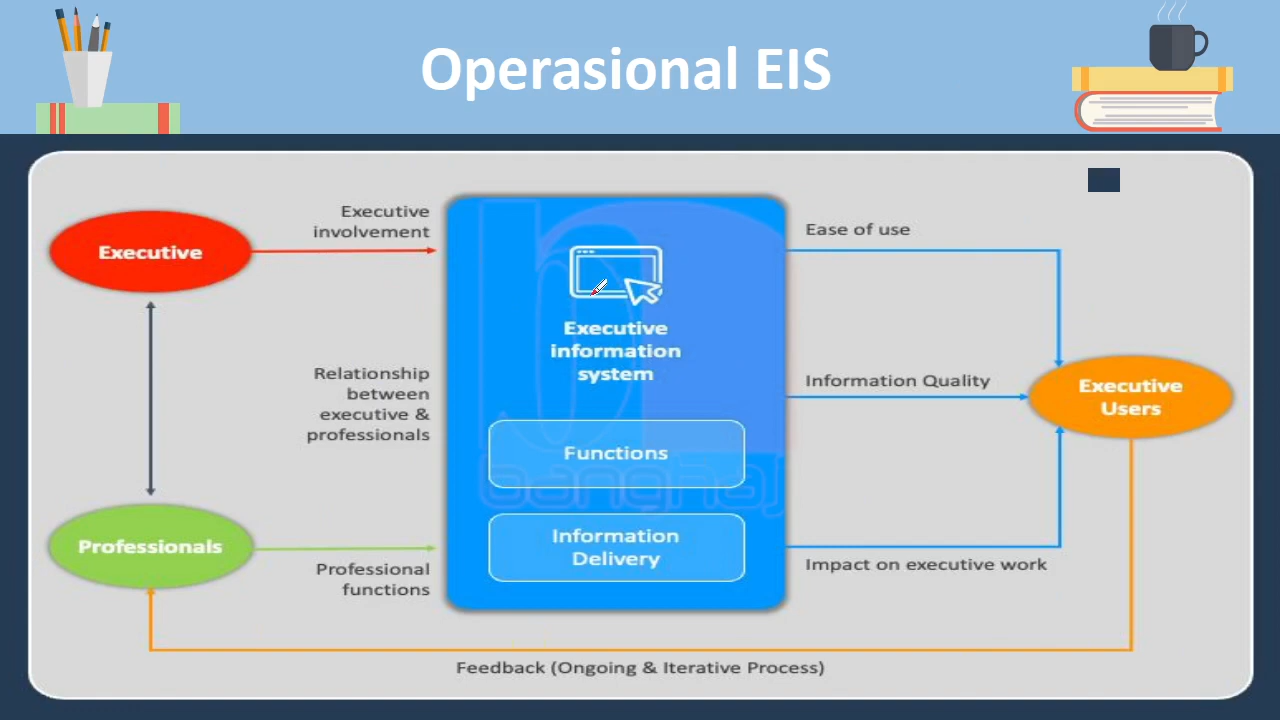 Operasional EIS
Executive
Executive
involvement
Relationship
between
executive &
professionals
Professionals
Professional
functions
Executive
information
system
Functions
Information
Delivery
Ease of use
Information Quality
Impact on executive work
Executive
Users
Feedback (Ongoing & Iterative Process)